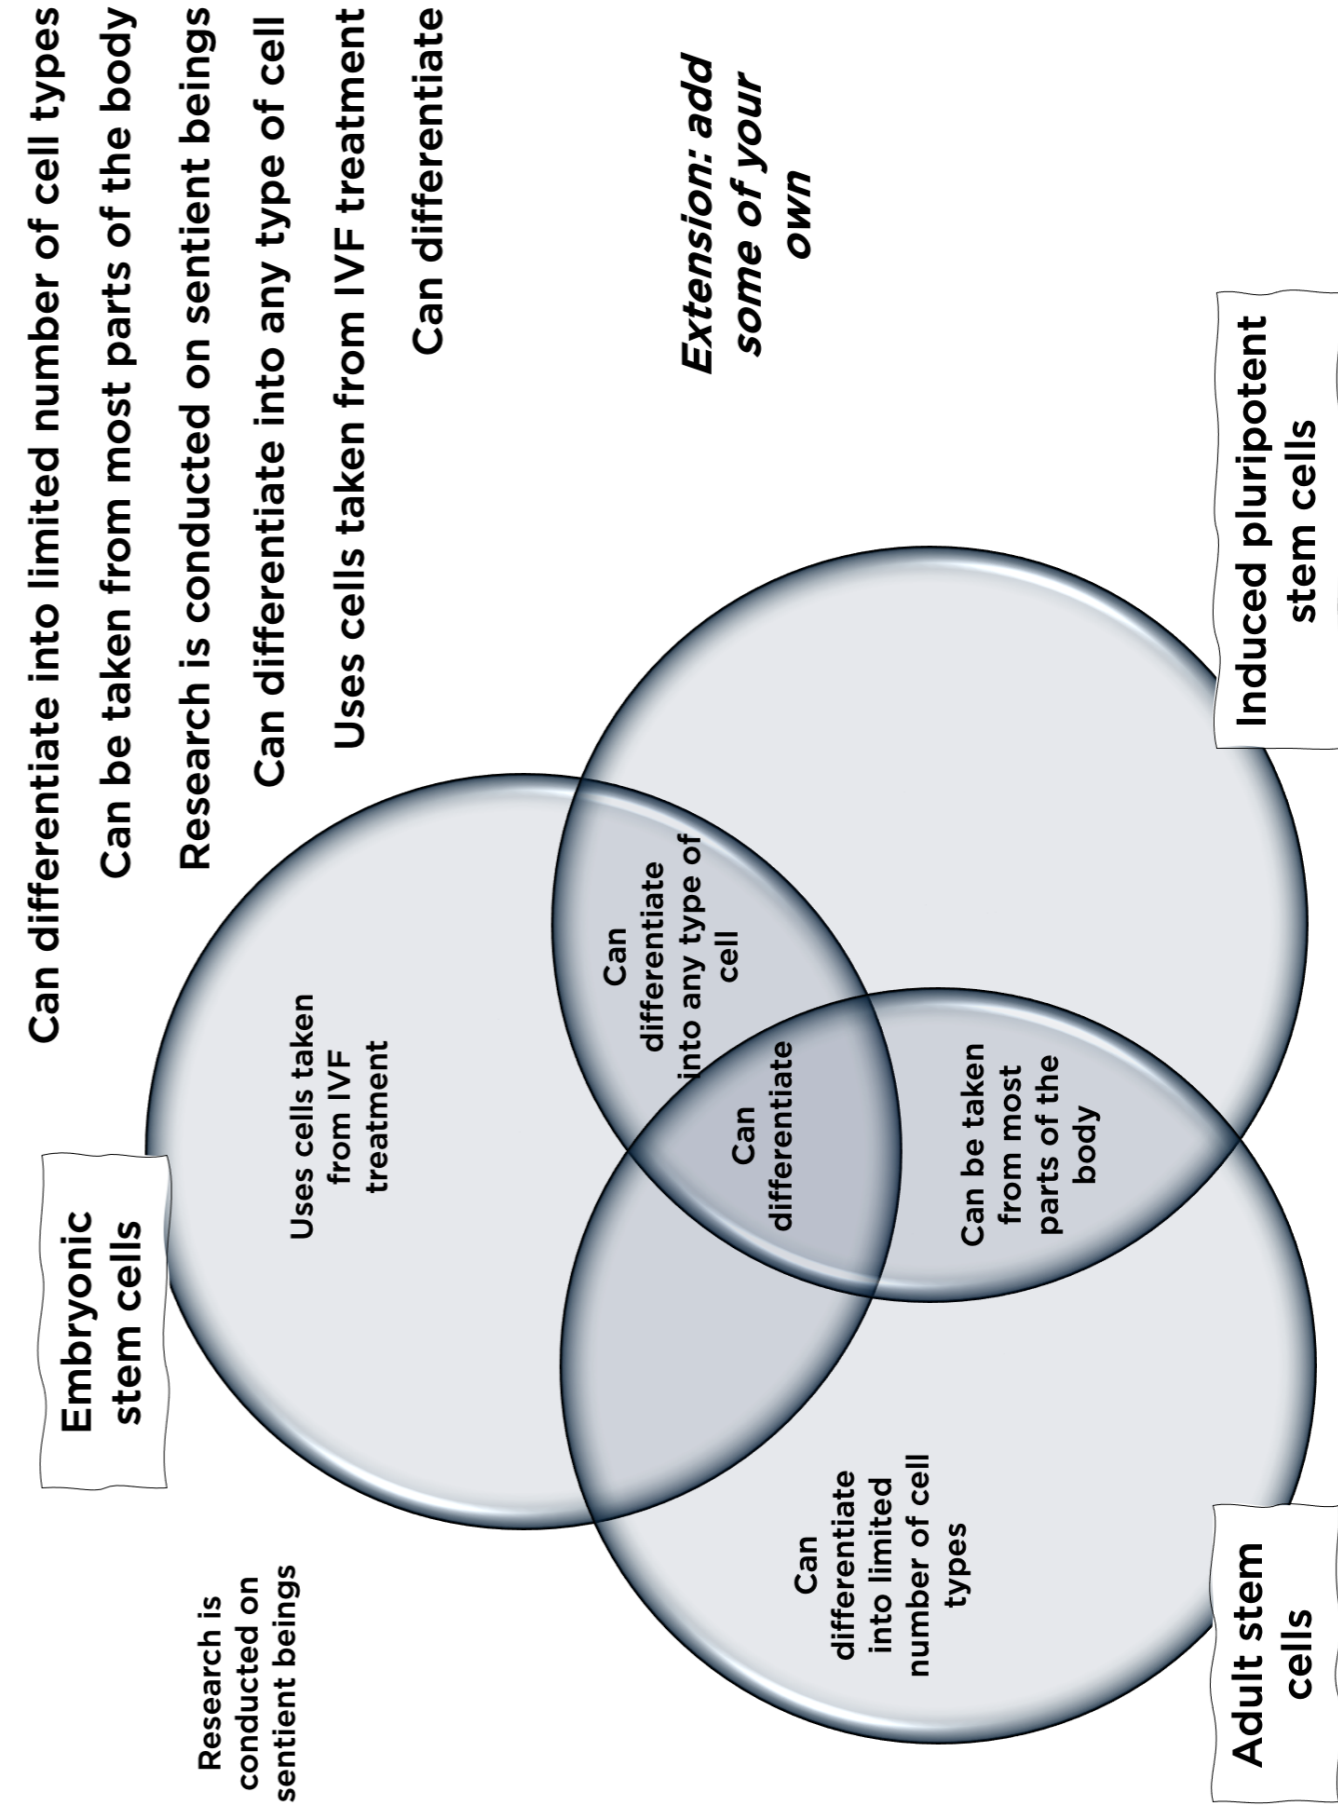 Can differentiate into limited number of cell types
Can be taken from most parts of the body
Research is conducted on sentient beings
Can differentiate into any type of cell
Uses cells taken from IVF treatment
Can differentiate
Extension: add
some of your
own
Embryonic
stem cells
Research is
conducted on
sentient beings
Uses cells taken
from IVF
treatment
Can
differentiate
into any type of
cell
Can
differentiate
Can be taken
from most
parts of the
body
Can
differentiate
into limited
number of cell
types
Adult stem
cells
Induced pluripotent
stem cells